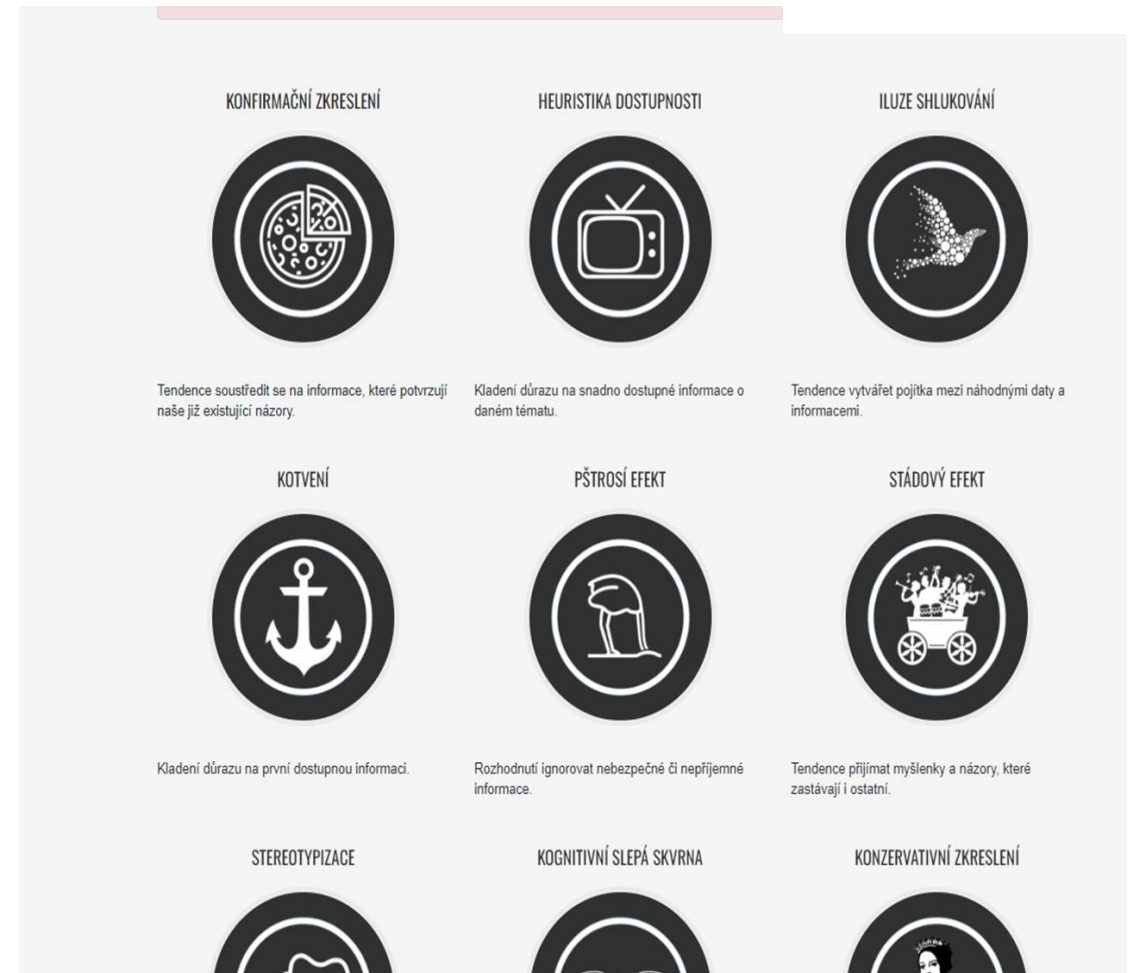 KONFIRMAČNÍ ZKRESLENÍ
HEURISTIKA DOSTUPNOSTI
ILUZE SHLUKOVÁNÍ
Tendence soustředit se na informace, které potvrzují
naše již existující názory.
Kladení důrazu na snadno dostupné informace o
daném tématu.
Tendence vytvářet pojítka mezi náhodnými daty a
informacemi.
KOTVENÍ
PŠTROSÍ EFEKT
STÁDOVÝ EFEKT
Kladení důrazu na první dostupnou informaci.
Rozhodnutí ignorovat nebezpečné či nepříjemné
informace.
Tendence přijímat myšlenky a názory, které
zastávají i ostatní.
STEREOTYPIZACE
KOGNITIVNÍ SLEPÁ SKVRNA
KONZERVATIVNÍ ZKRESLENÍ